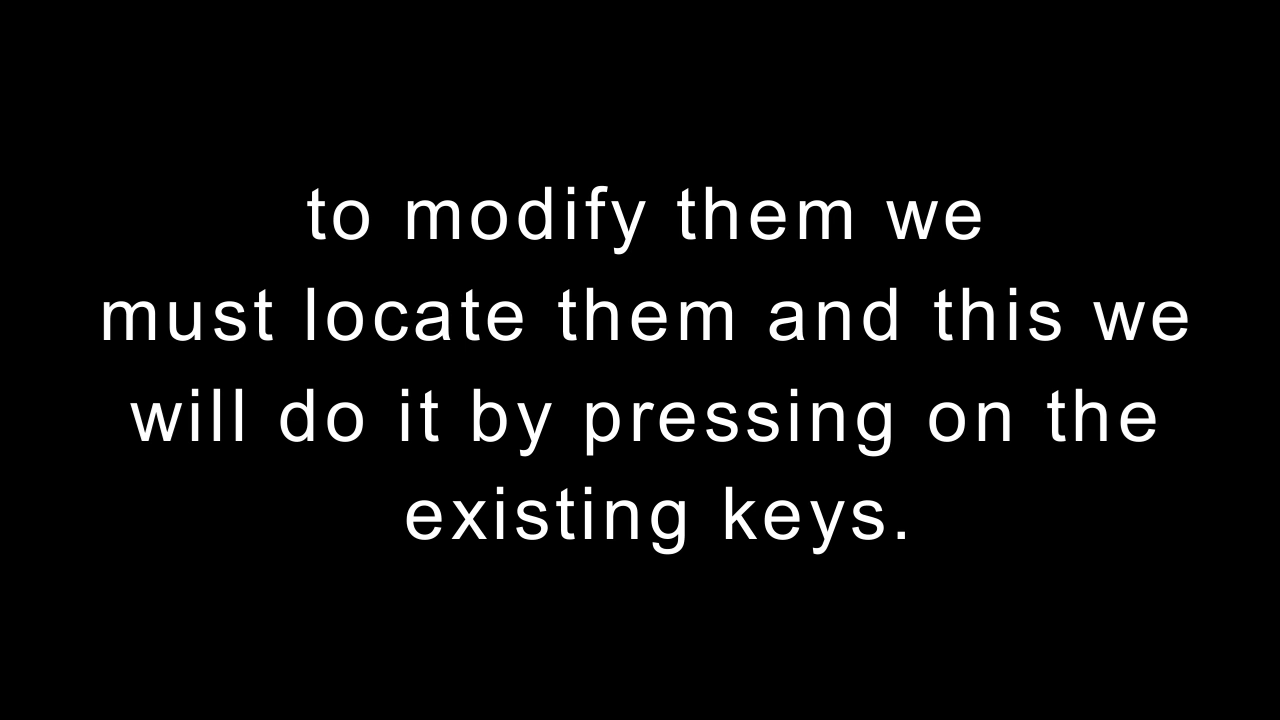 to modify them we
must locate them and this we
will do it by pressing on the
existing keys.